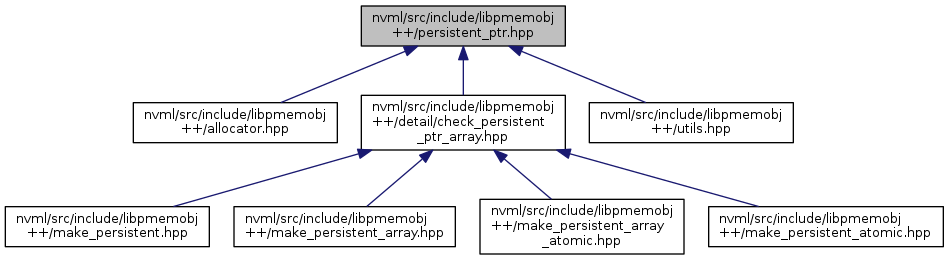 nvml/src/include/libpmemobj
++/persistent_ptr.hpp
nvml/src/include/libpmemobj
++/allocator.hpp
nvml/src/include/libpmemobj
++/detail/check_persistent
_ptr_array.hpp
nvml/src/include/libpmemobj
++/utils.hpp
nvml/src/include/libpmemobj
++/make_persistent.hpp
nvml/src/include/libpmemobj
++/make_persistent_array.hpp
nvml/src/include/libpmemobj
++/make_persistent_array
_atomic.hpp
nvml/src/include/libpmemobj
++/make_persistent_atomic.hpp